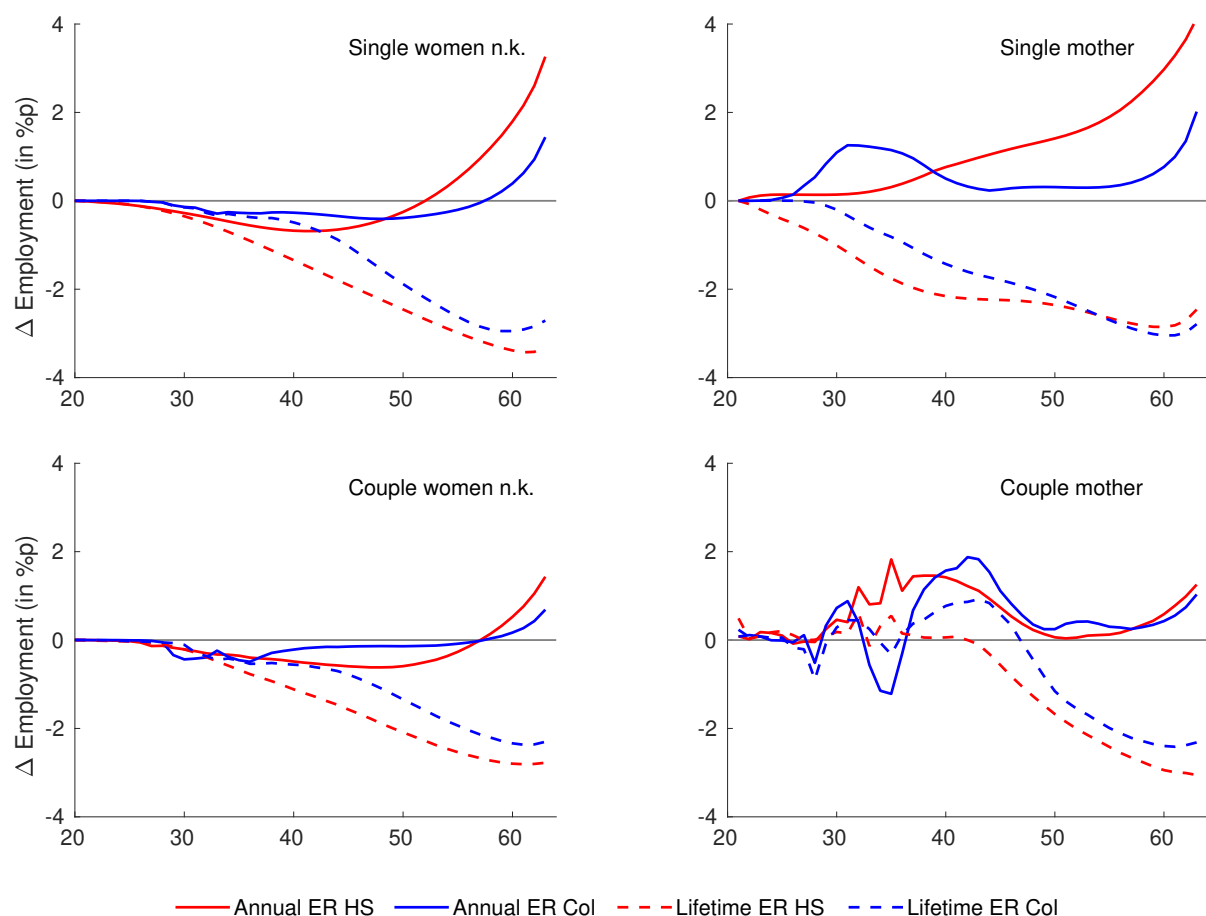 Single women n.k.
Δ Employment (in %p)
4
2
0
-2
-4
20 30 40 50 60
Single mother
4
2
0
-2
-4
20 30 40 50 60
Couple women n.k.
Δ Employment (in %p)
4
2
0
-2
-4
20 30 40 50 60
Couple mother
4
2
0
-2
-4
20 30 40 50 60
Annual ER HS Annual ER Col Lifetime ER HS Lifetime ER Col